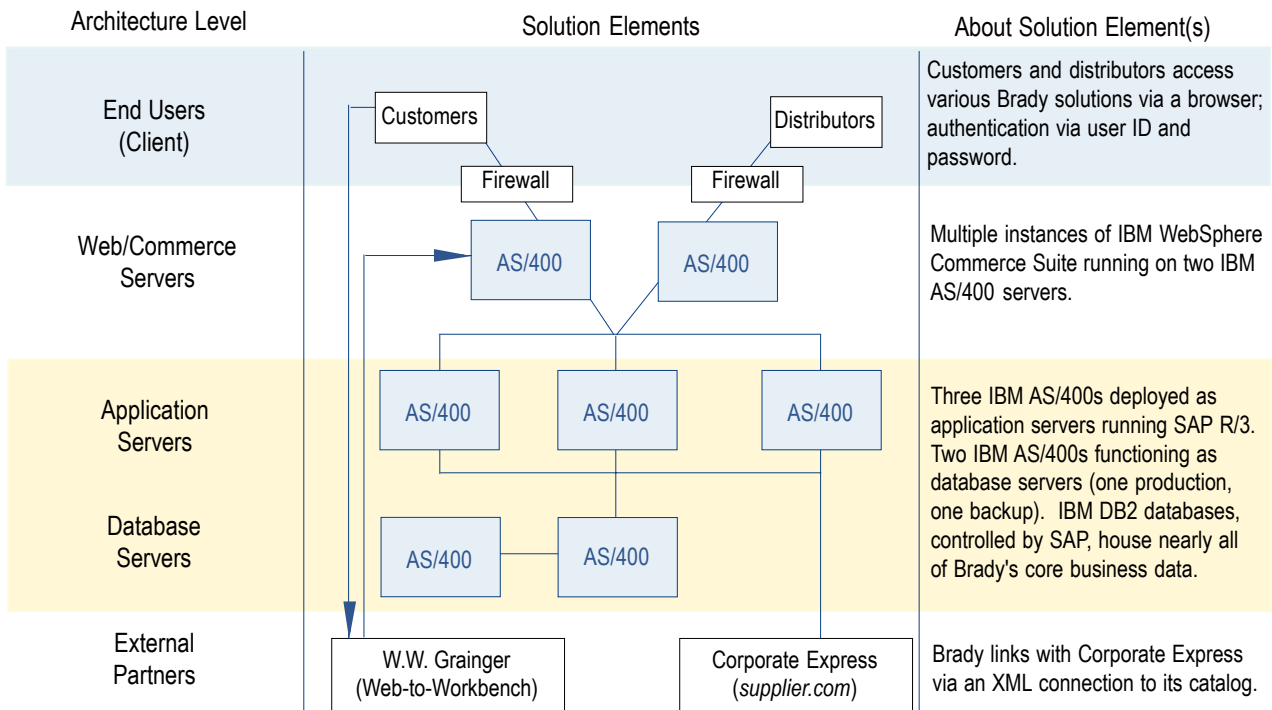 Architecture Level
Solution Elements
About Solution Element(s)
End Users
(Client)
Customers
Distributors
Firewall
Firewall
Customers and distributors access
various Brady solutions via a browser;
authentication via user ID and
password.
Web/Commerce
Servers
AS/400
AS/400
Multiple instances of IBM WebSphere
Commerce Suite running on two IBM
AS/400 servers.
Application
Servers
AS/400
AS/400
AS/400
Database
Servers
AS/400
AS/400
Three IBM AS/400s deployed as
application servers running SAP R/3.
Two IBM AS/400s functioning as
database servers (one production,
one backup).  IBM DB2 databases,
controlled by SAP, house nearly all
of Brady's core business data.
External
Partners
W.W. Grainger
(Web-to-Workbench)
Corporate Express
(supplier.com)
Brady links with Corporate Express
via an XML connection to its catalog.